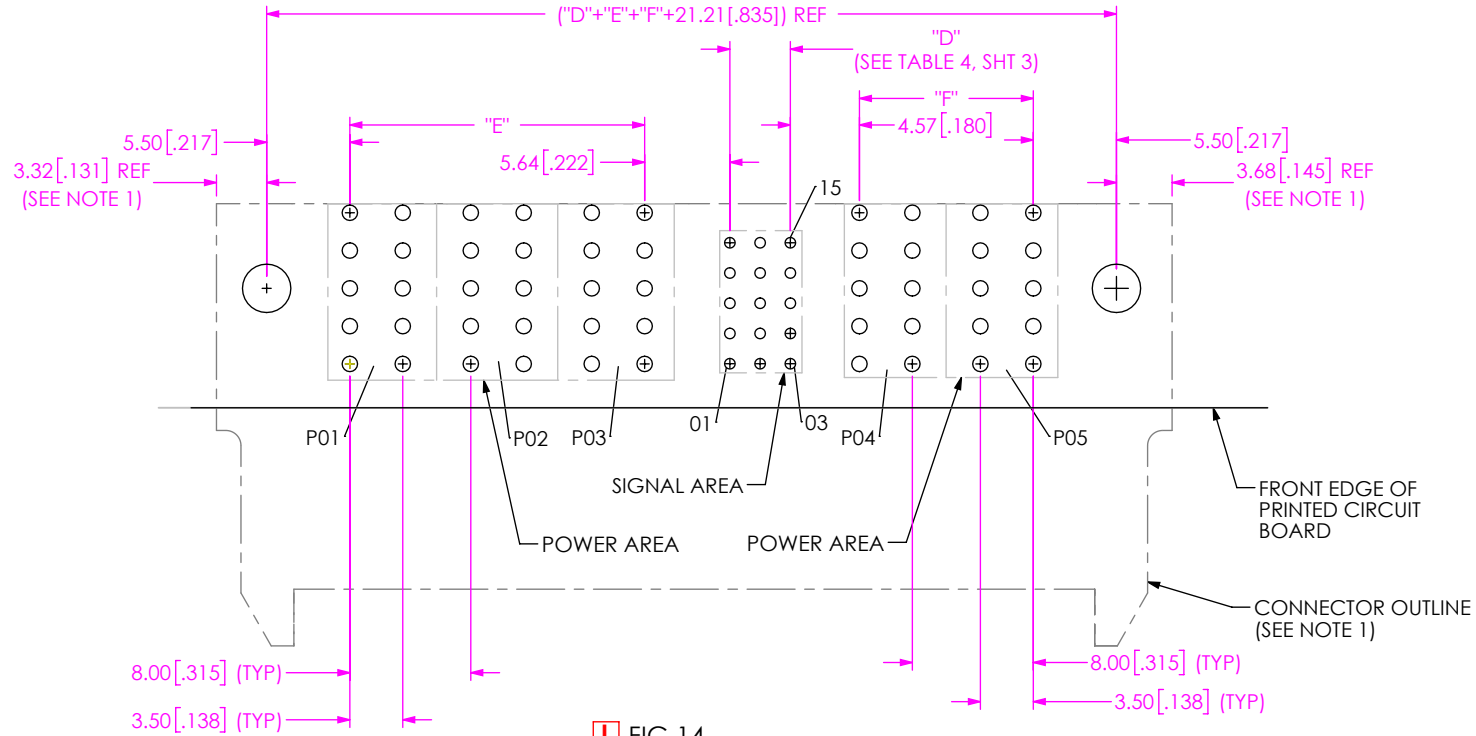 ("D"+"E"+"F"+21.21[.835]) REF
"D"
(SEE TABLE 4, SHT 3)
"F"
"E"
4.57[.180]
5.50[.217]
5.50[.217]
3.32[.131] REF
(SEE NOTE 1)
5.64[.222]
3.68[.145] REF
(SEE NOTE 1)
15
P01
P02
P03
01
03
P04
P05
SIGNAL AREA
FRONT EDGE OF
PRINTED CIRCUIT
BOARD
POWER AREA
POWER AREA
CONNECTOR OUTLINE
(SEE NOTE 1)
8.00[.315] (TYP)
8.00[.315] (TYP)
3.50[.138] (TYP)
3.50[.138] (TYP)